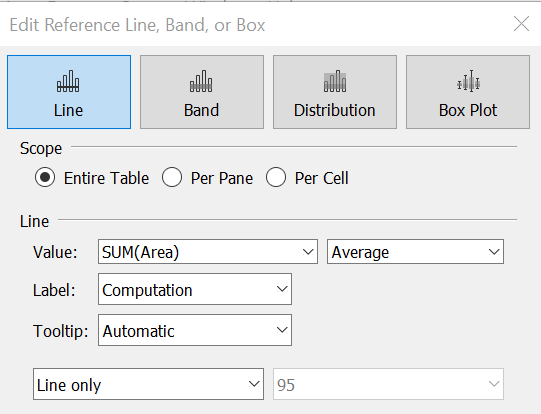 Edit Reference Line, Band, or Box
Line Band Distribution Box Plot
Scope
Entire Table Per Pane Per Cell
Line
Value: SUM(Area) Average
Label: Computation
Tooltip: Automatic
Line only 95